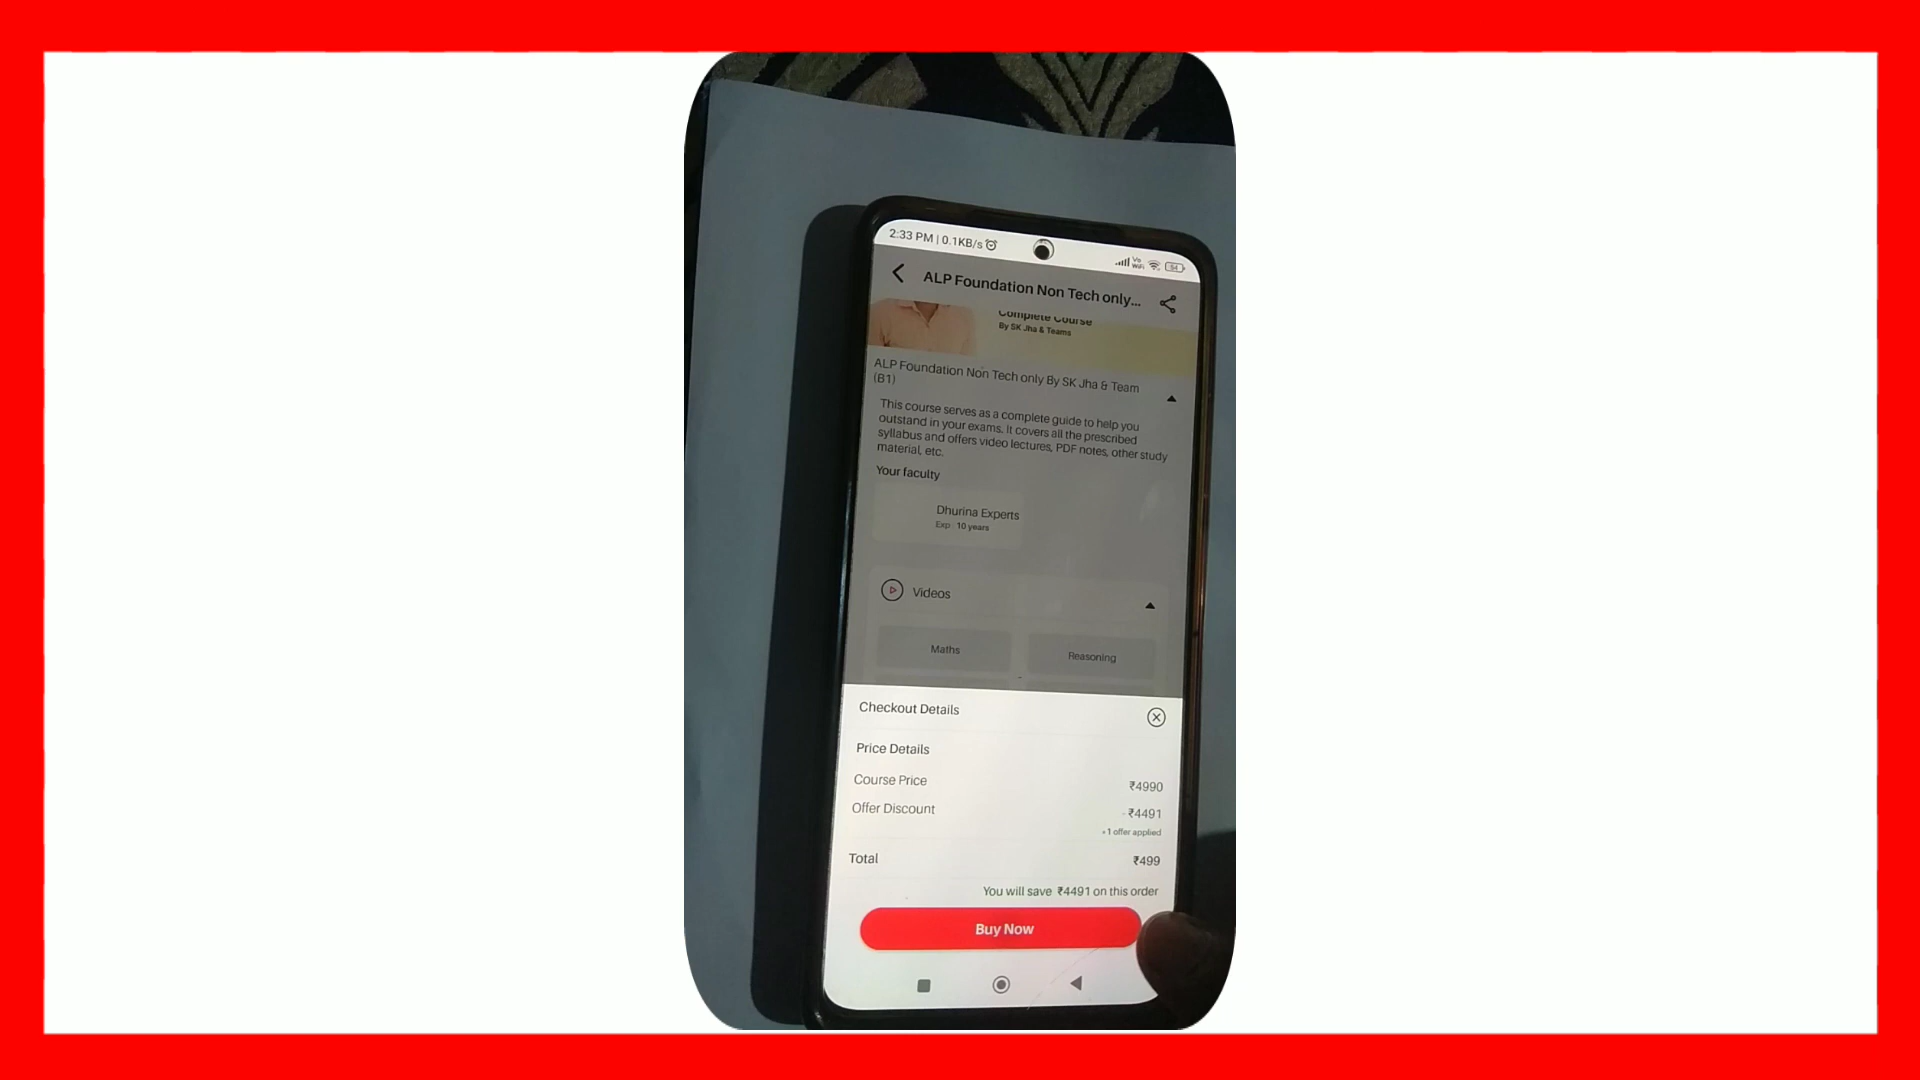 2:33 PM | 0.1KB/s
Vo
WiFi
54
ALP Foundation Non Tech only...
Complete Course
By SK Jha & Teams
ALP Foundation Non Tech only By SK Jha & Team
(B1)
This course serves as a complete guide to help you
outstand in your exams. It covers all the prescribed
syllabus and offers video lectures, PDF notes, other study
material, etc.
Your faculty
Dhurina Experts
Exp : 10 years
Videos
Maths
Reasoning
Checkout Details
Price Details
Course Price
₹4990
Offer Discount
-₹4491
+1 offer applied
Total
₹499
You will save ₹4491 on this order
Buy Now